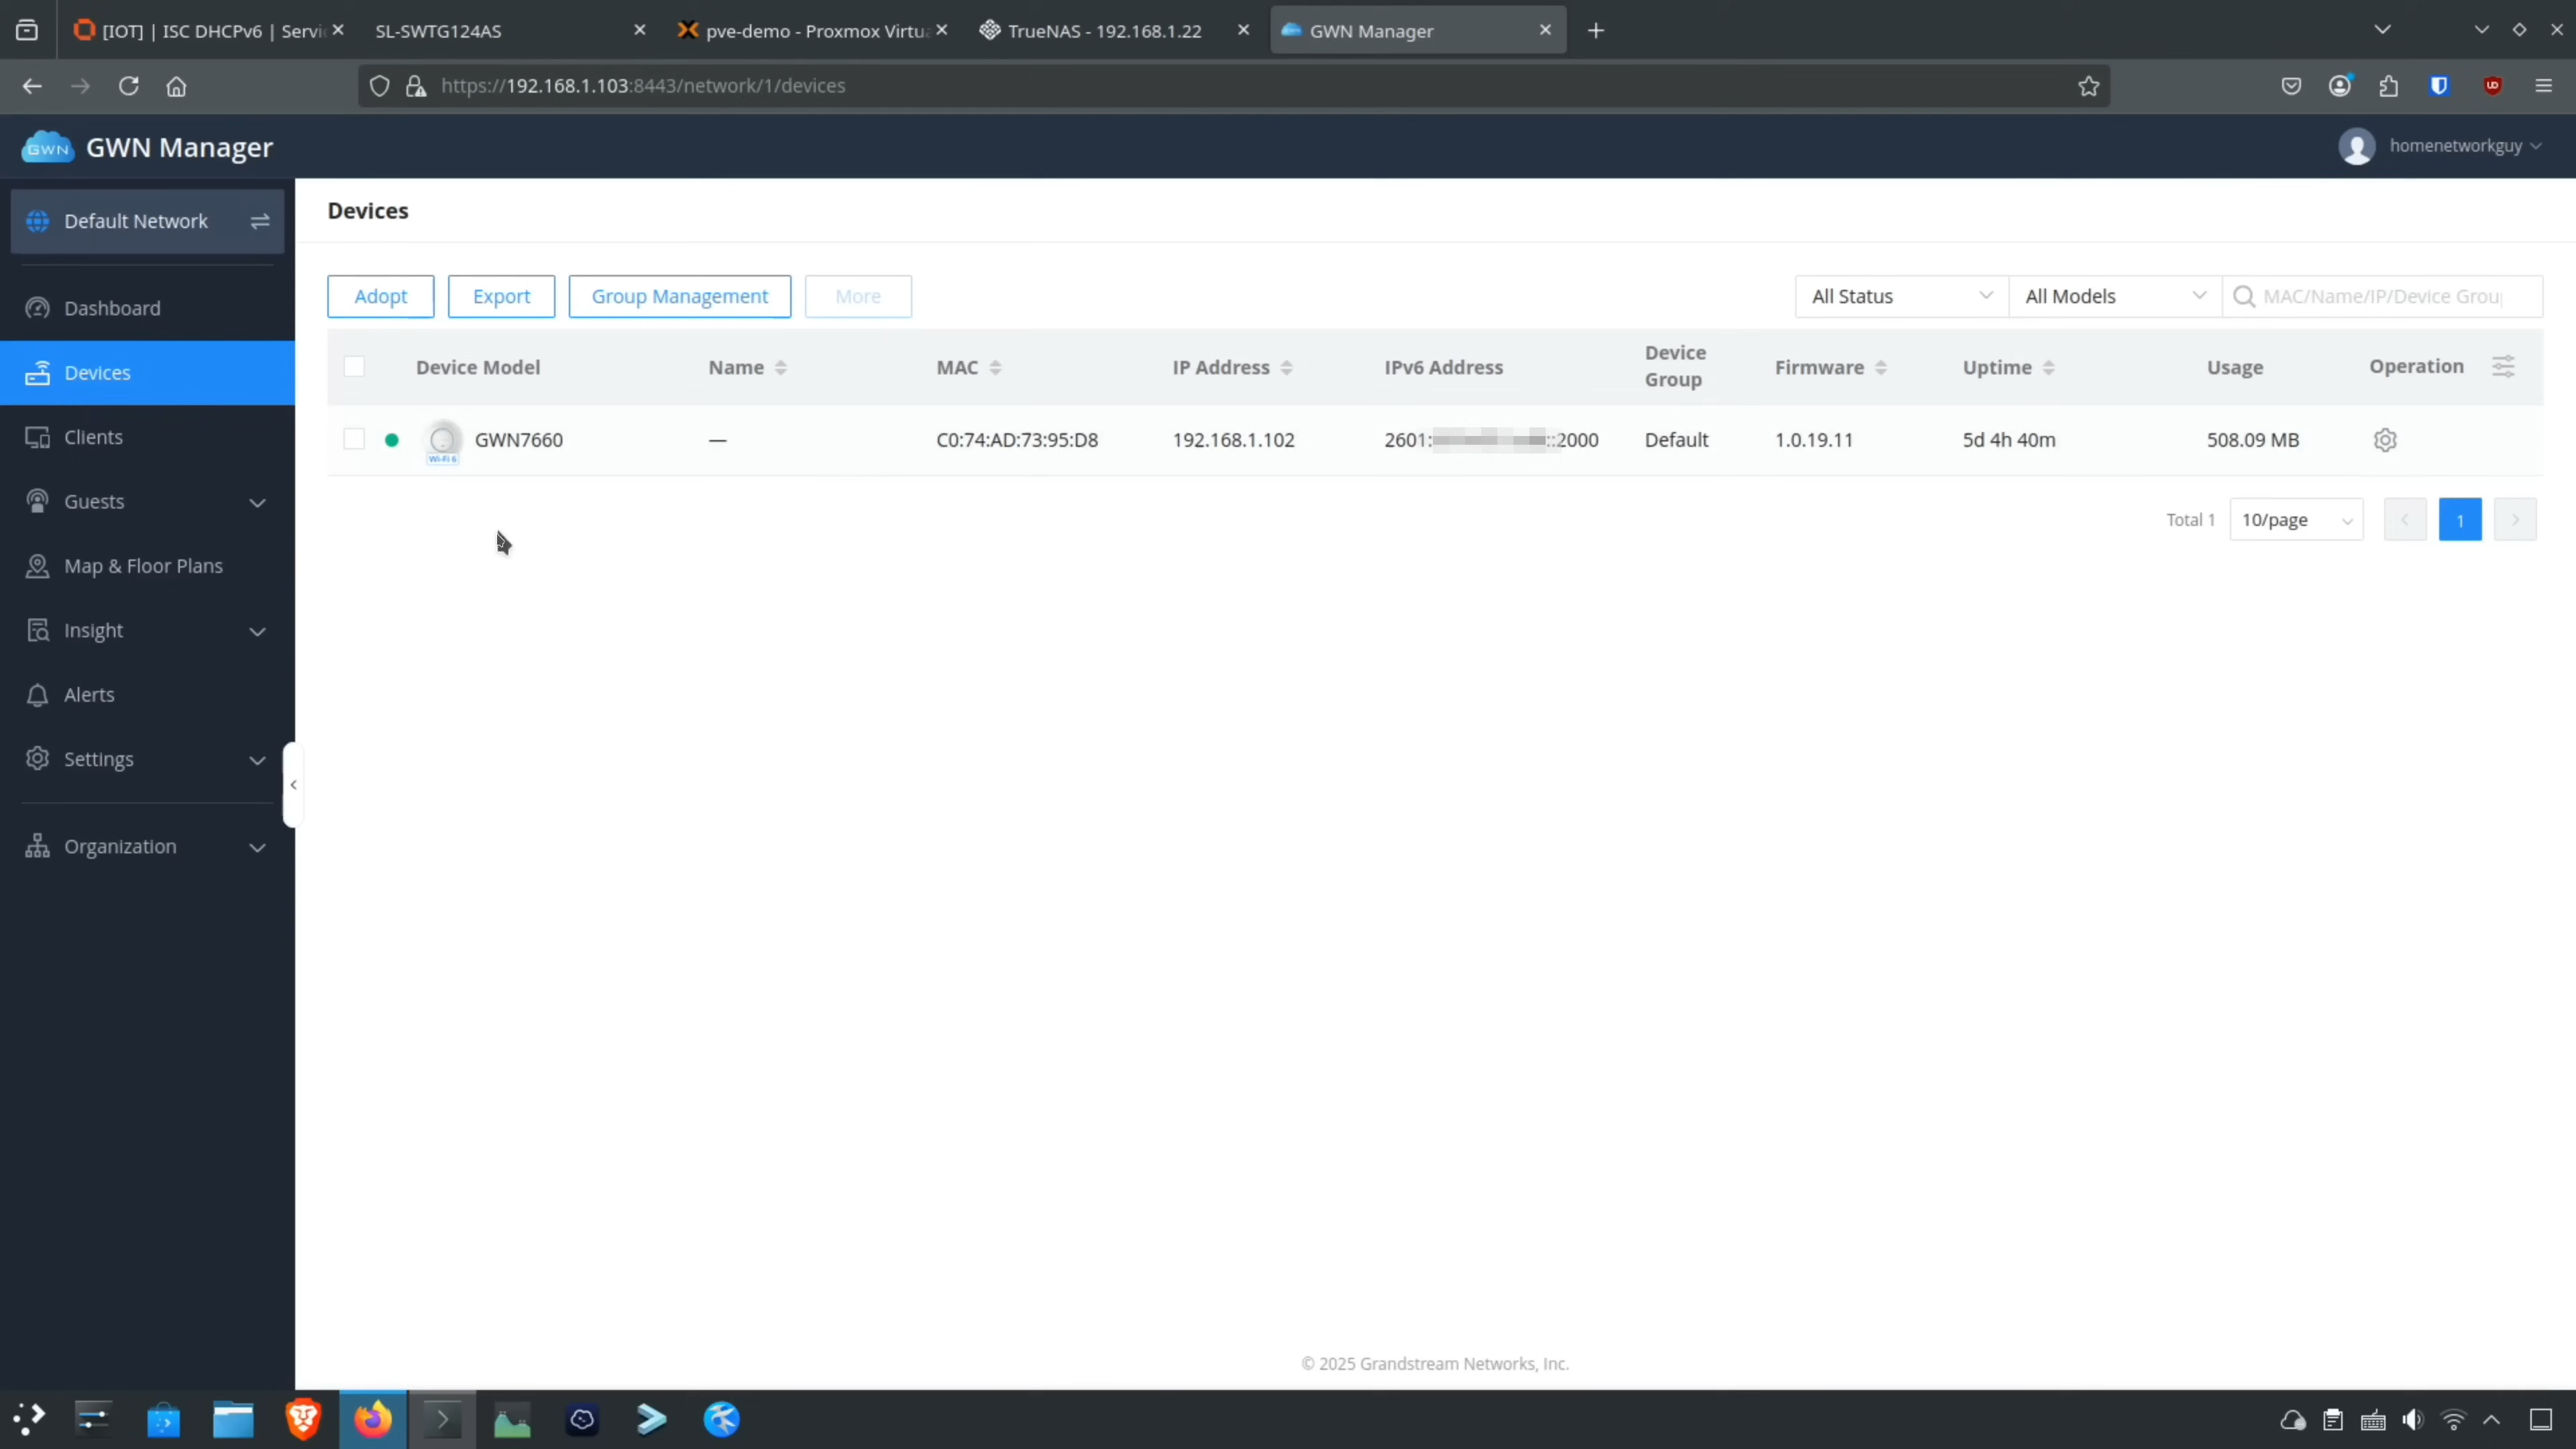 [IOT] | ISC DHCPv6 | Servi
SL-SWTG124AS
pve-demo - Proxmox Virtua
TrueNAS - 192.168.1.22
GWN Manager
https://192.168.1.103:8443/network/1/devices
GWN
GWN Manager
homenetworkguy
Default Network
Devices
Adopt
Export
Group Management
More
All Status
All Models
MAC/Name/IP/Device Grou
Dashboard
Devices
Clients
Guests
Map & Floor Plans
Insight
Alerts
Settings
Organization
Device Model
Name
MAC
IP Address
IPv6 Address
Device Group
Firmware
Uptime
Usage
Operation
Wi-Fi 6
GWN7660
—
C0:74:AD:73:95:D8
192.168.1.102
2601: ::2000
Default
1.0.19.11
5d 4h 40m
508.09 MB
Total 1
10/page
1
© 2025 Grandstream Networks, Inc.